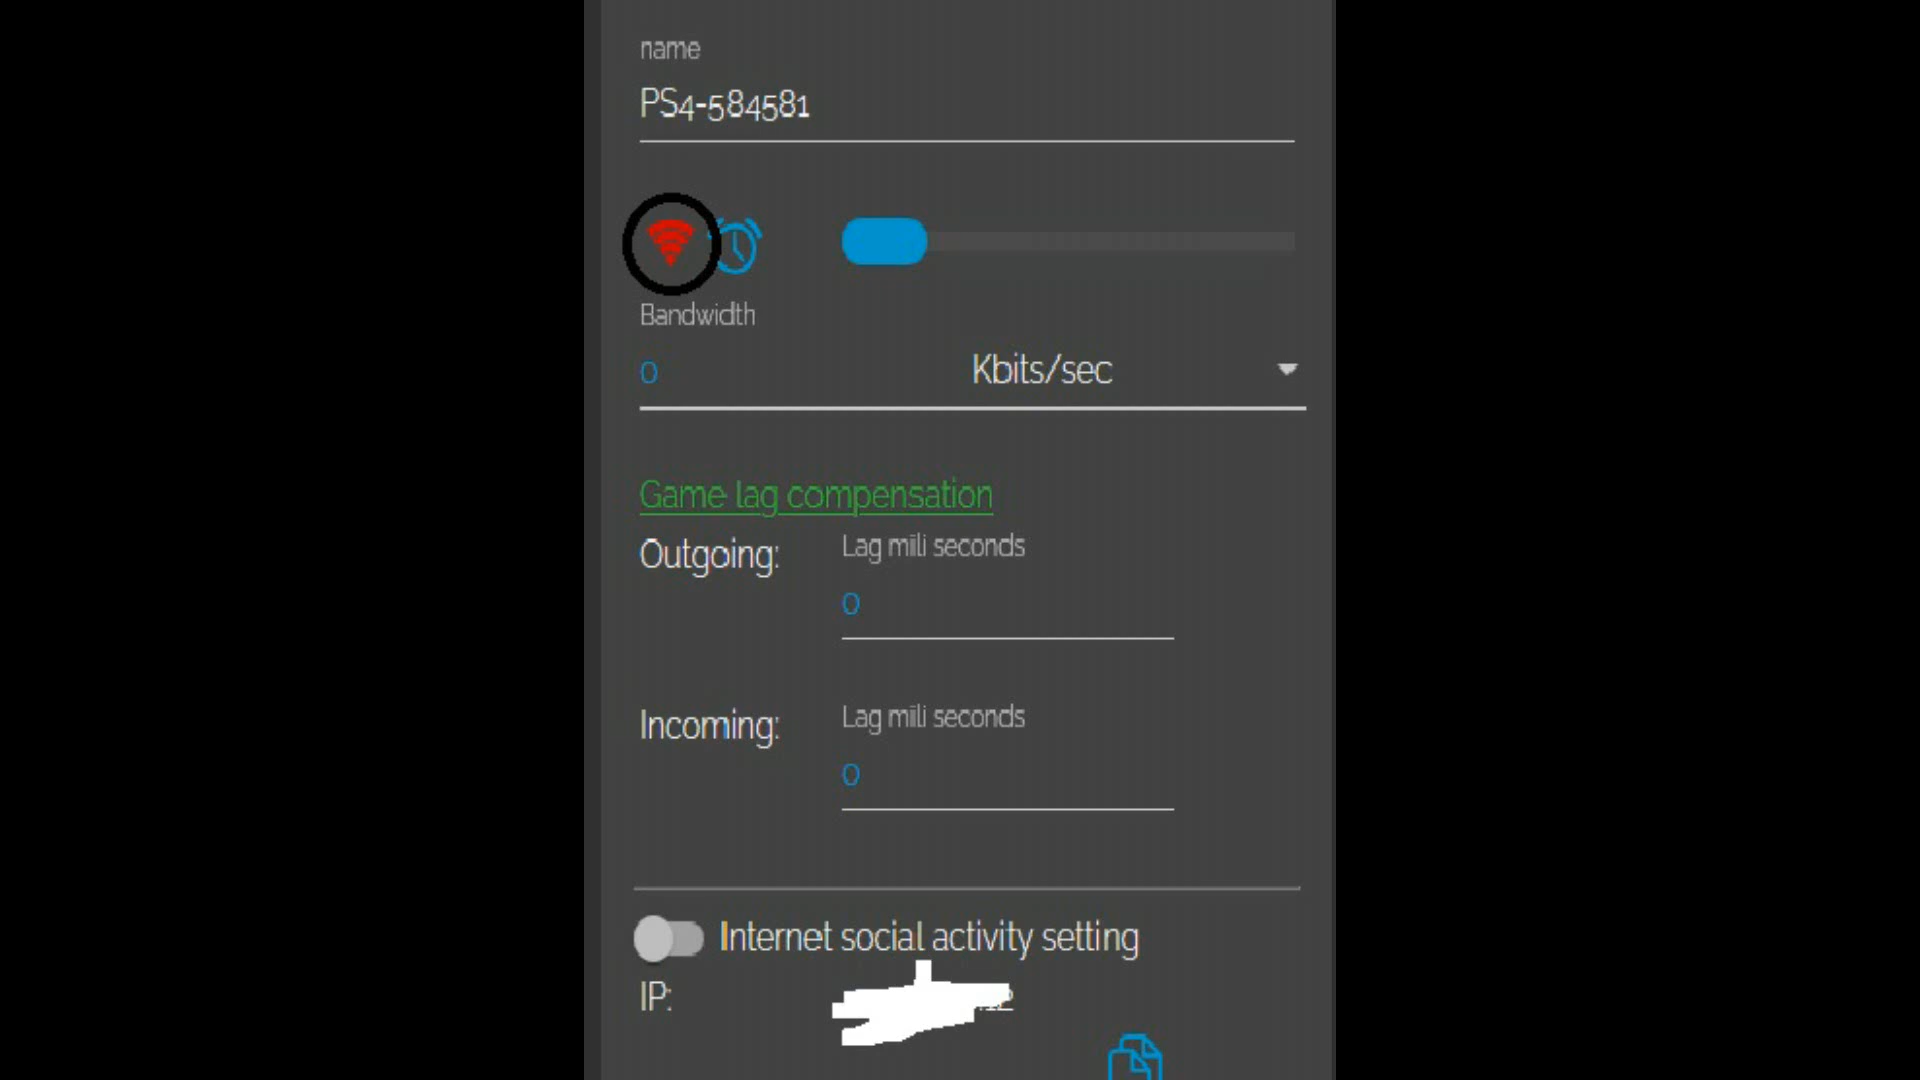 name
PS4-584581
Bandwidth
0 Kbits/sec
Game lag compensation
Outgoing: Lag mili seconds
0
Incoming: Lag mili seconds
0
Internet social activity setting
IP: .12